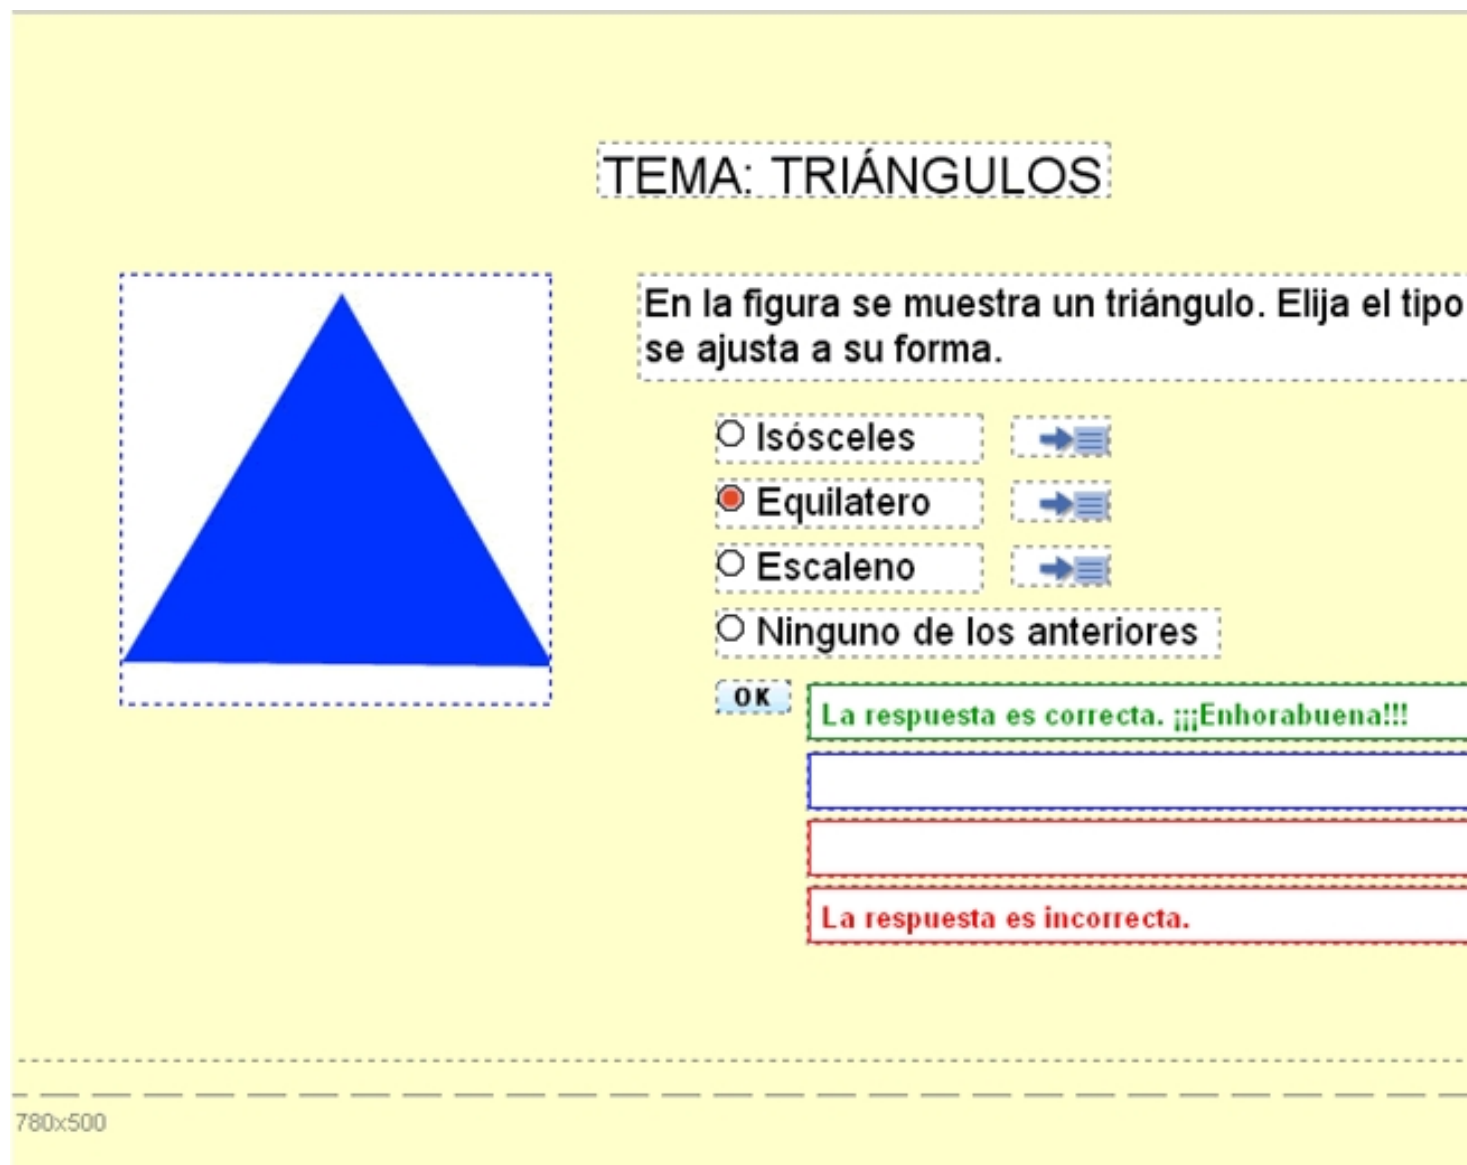 TEMA: TRIÁNGULOS
En la figura se muestra un triángulo. Elija el tipo
se ajusta a su forma.
Isósceles
Equilatero
Escaleno
Ninguno de los anteriores
OK
La respuesta es correcta. ¡¡¡Enhorabuena!!!
La respuesta es incorrecta.
780x500